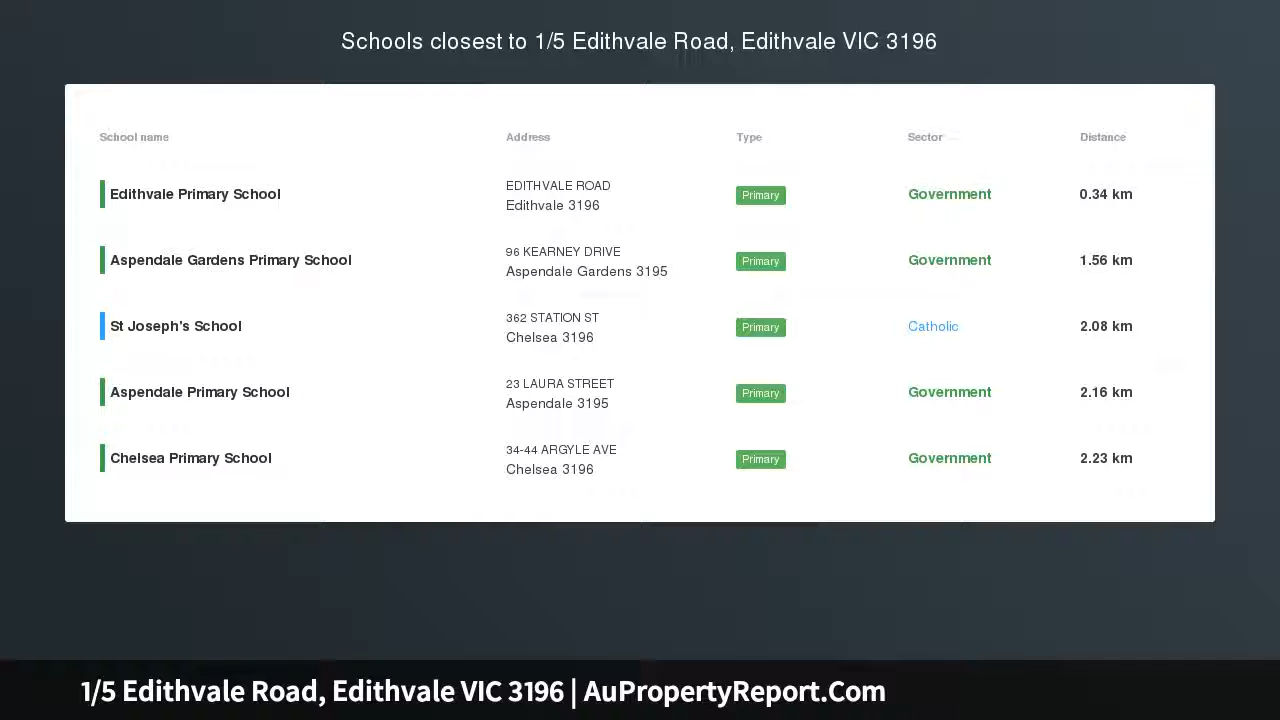 Schools closest to 1/5 Edithvale Road, Edithvale VIC 3196
School name Address Type Sector Distance
Edithvale Primary School EDITHVALE ROAD Edithvale 3196 Primary Government 0.34 km
Aspendale Gardens Primary School 96 KEARNEY DRIVE Aspendale Gardens 3195 Primary Government 1.56 km
St Joseph's School 362 STATION ST Chelsea 3196 Primary Catholic 2.08 km
Aspendale Primary School 23 LAURA STREET Aspendale 3195 Primary Government 2.16 km
Chelsea Primary School 34-44 ARGYLE AVE Chelsea 3196 Primary Government 2.23 km
1/5 Edithvale Road, Edithvale VIC 3196 | AuPropertyReport.Com